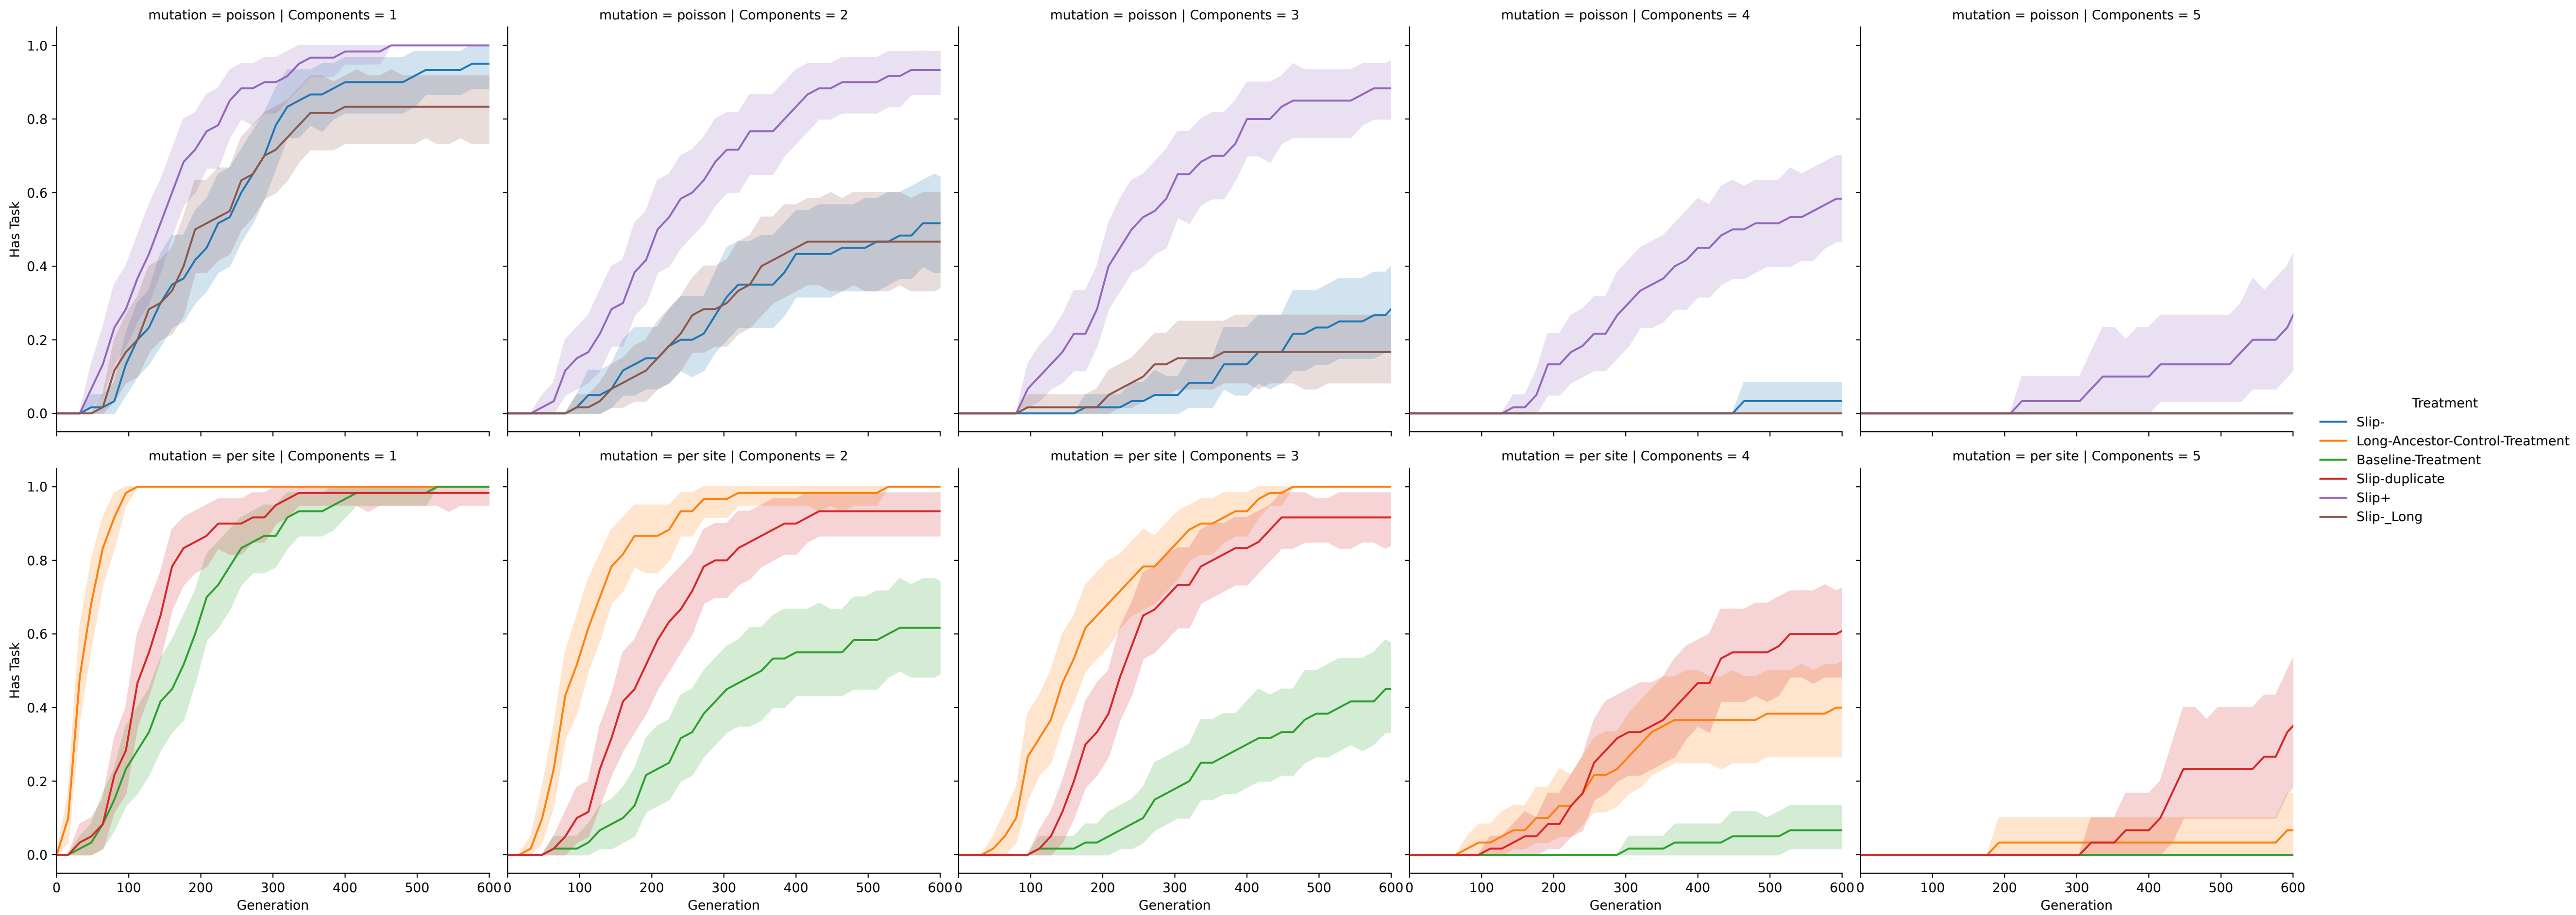 mutation = poisson | Components = 1
mutation = poisson | Components = 2
mutation = poisson | Components = 3
mutation = poisson | Components = 4
mutation = poisson | Components = 5
1.0
0.8
0.6
0.4
0.2
0.0
Has Task
mutation = per site | Components = 1
mutation = per site | Components = 2
mutation = per site | Components = 3
mutation = per site | Components = 4
mutation = per site | Components = 5
1.0
0.8
0.6
0.4
0.2
0.0
Has Task
0 100 200 300 400 500 600
0 100 200 300 400 500 600
0 100 200 300 400 500 600
0 100 200 300 400 500 600
0 100 200 300 400 500 600
Generation
Generation
Generation
Generation
Generation
Treatment
Slip-
Long-Ancestor-Control-Treatment
Baseline-Treatment
Slip-duplicate
Slip+
Slip-_Long